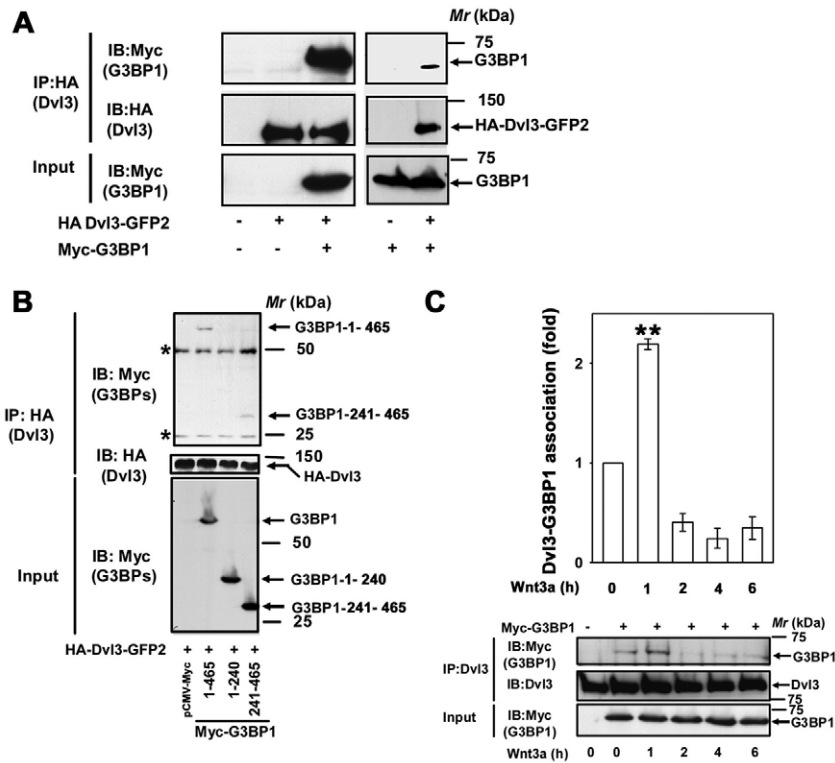 A
Mr (kDa)
IP:HA
(Dvl3)
IB:Myc
(G3BP1)
75
G3BP1
IB:HA
(Dvl3)
150
HA-Dvl3-GFP2
Input
IB:Myc
(G3BP1)
75
G3BP1
HA Dvl3-GFP2 - + + - +
Myc-G3BP1 - - + + +
B
Mr (kDa)
IP: HA
(Dvl3)
IB: Myc
(G3BPs)
G3BP1-1- 465
* 50
G3BP1-241- 465
* 25
IB: HA
(Dvl3)
150
HA-Dvl3
Input
IB: Myc
(G3BPs)
G3BP1
50
G3BP1-1- 240
G3BP1-241- 465
25
HA-Dvl3-GFP2 + + + +
pCMV-Myc 1-465 1-240 241-465
Myc-G3BP1
C
Dvl3-G3BP1 association (fold)
2
1
0
**
Wnt3a (h) 0 1 2 4 6
Myc-G3BP1 - + + + + +
Mr (kDa)
IP:Dvl3
IB:Myc
(G3BP1)
75
G3BP1
IB:Dvl3
Dvl3
75
Input
IB:Myc
(G3BP1)
75
G3BP1
Wnt3a (h) 0 0 1 2 4 6